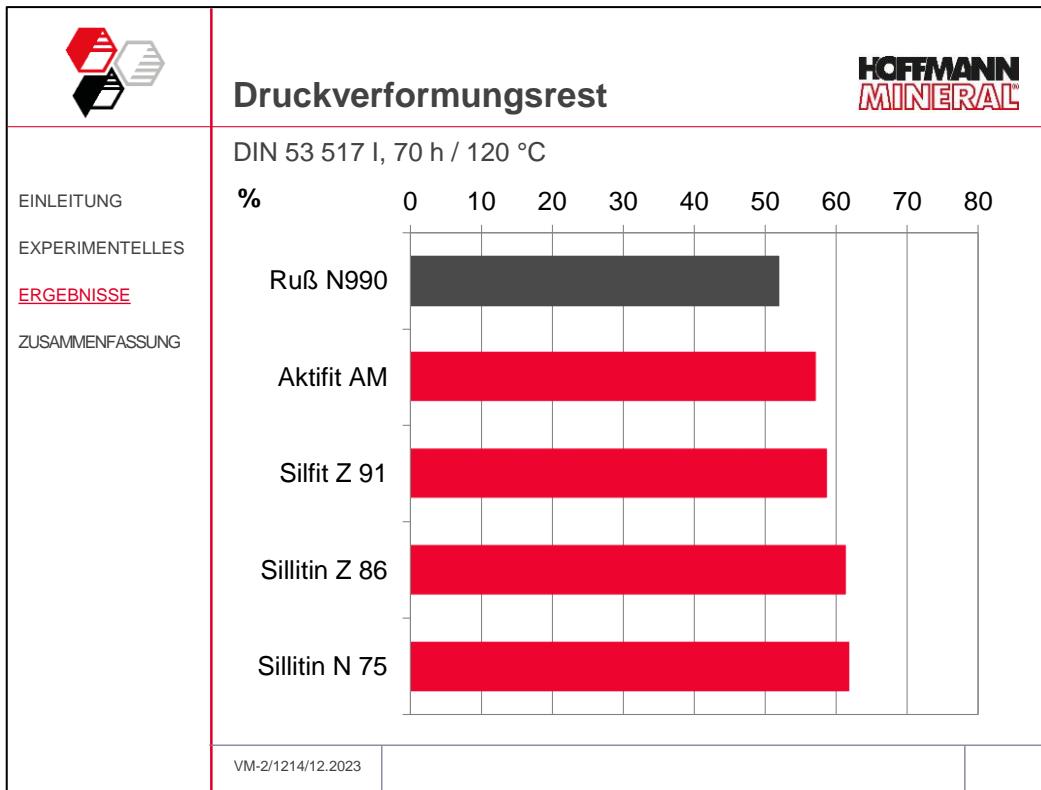 Druckverformungsrest
HOFFMANN
MINERAL®
DIN 53 517 I, 70 h / 120 °C
EINLEITUNG
EXPERIMENTELLES
ERGEBNISSE
ZUSAMMENFASSUNG
% 0 10 20 30 40 50 60 70 80
Ruß N990
Aktifit AM
Silfit Z 91
Sillitin Z 86
Sillitin N 75
VM-2/1214/12.2023